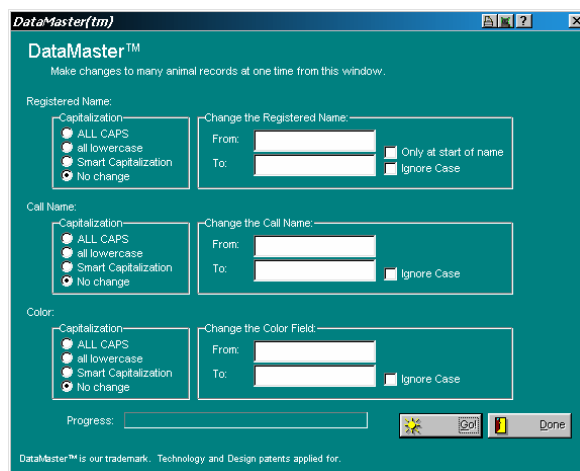 DataMaster(tm)
?
X
DataMaster™
Make changes to many animal records at one time from this window.
Registered Name:
Capitalization
ALL CAPS
all lowercase
Smart Capitalization
No change
Change the Registered Name:
From:
To:
Only at start of name
Ignore Case
Call Name:
Capitalization
ALL CAPS
all lowercase
Smart Capitalization
No change
Change the Call Name:
From:
To:
Ignore Case
Color:
Capitalization
ALL CAPS
all lowercase
Smart Capitalization
No change
Change the Color Field:
From:
To:
Ignore Case
Progress:
Go!
Done
DataMaster™ is our trademark. Technology and Design patents applied for.